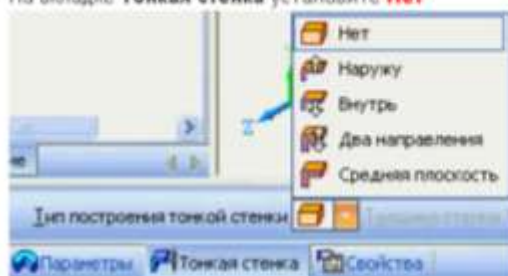 На вкладке Тонкая стенка установите Нет
Нет
Наружу
Внутрь
Два направления
Z
Средняя плоскость
Тип построения тонкой стенки
Параметры Тонкая стенка Свойства